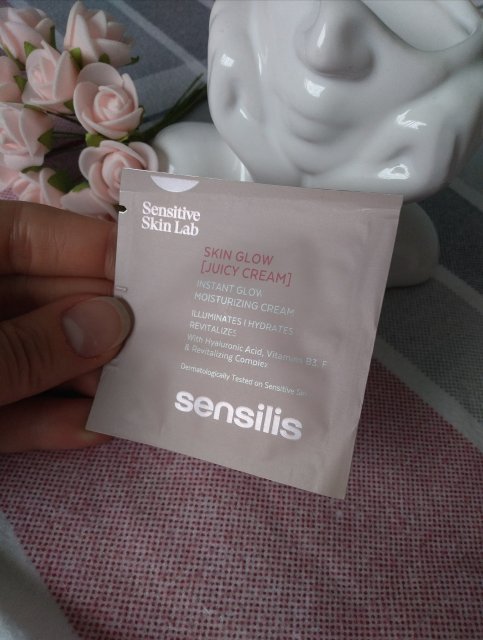 Sensitive
Skin Lab
SKIN GLOW
[JUICY CREAM]
INSTANT GLOW
MOISTURIZING CREAM
ILLUMINATES | HYDRATES
REVITALIZES
With Hyaluronic Acid, Vitamins B3, F
& Revitalizing Complex
Dermatologically Tested on Sensitive Skin
sensilis